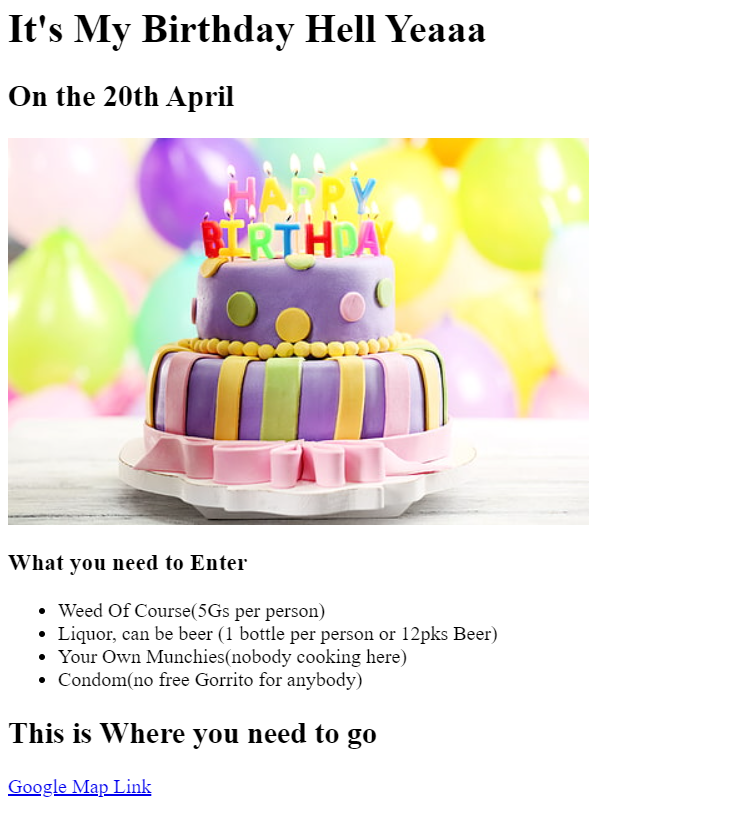 It's My Birthday Hell Yeaaa
On the 20th April
HAPPY
BIRTHDAY
What you need to Enter
Weed Of Course(5Gs per person)
Liquor, can be beer (1 bottle per person or 12pks Beer)
Your Own Munchies(nobody cooking here)
Condom(no free Gorrito for anybody)
This is Where you need to go
Google Map Link